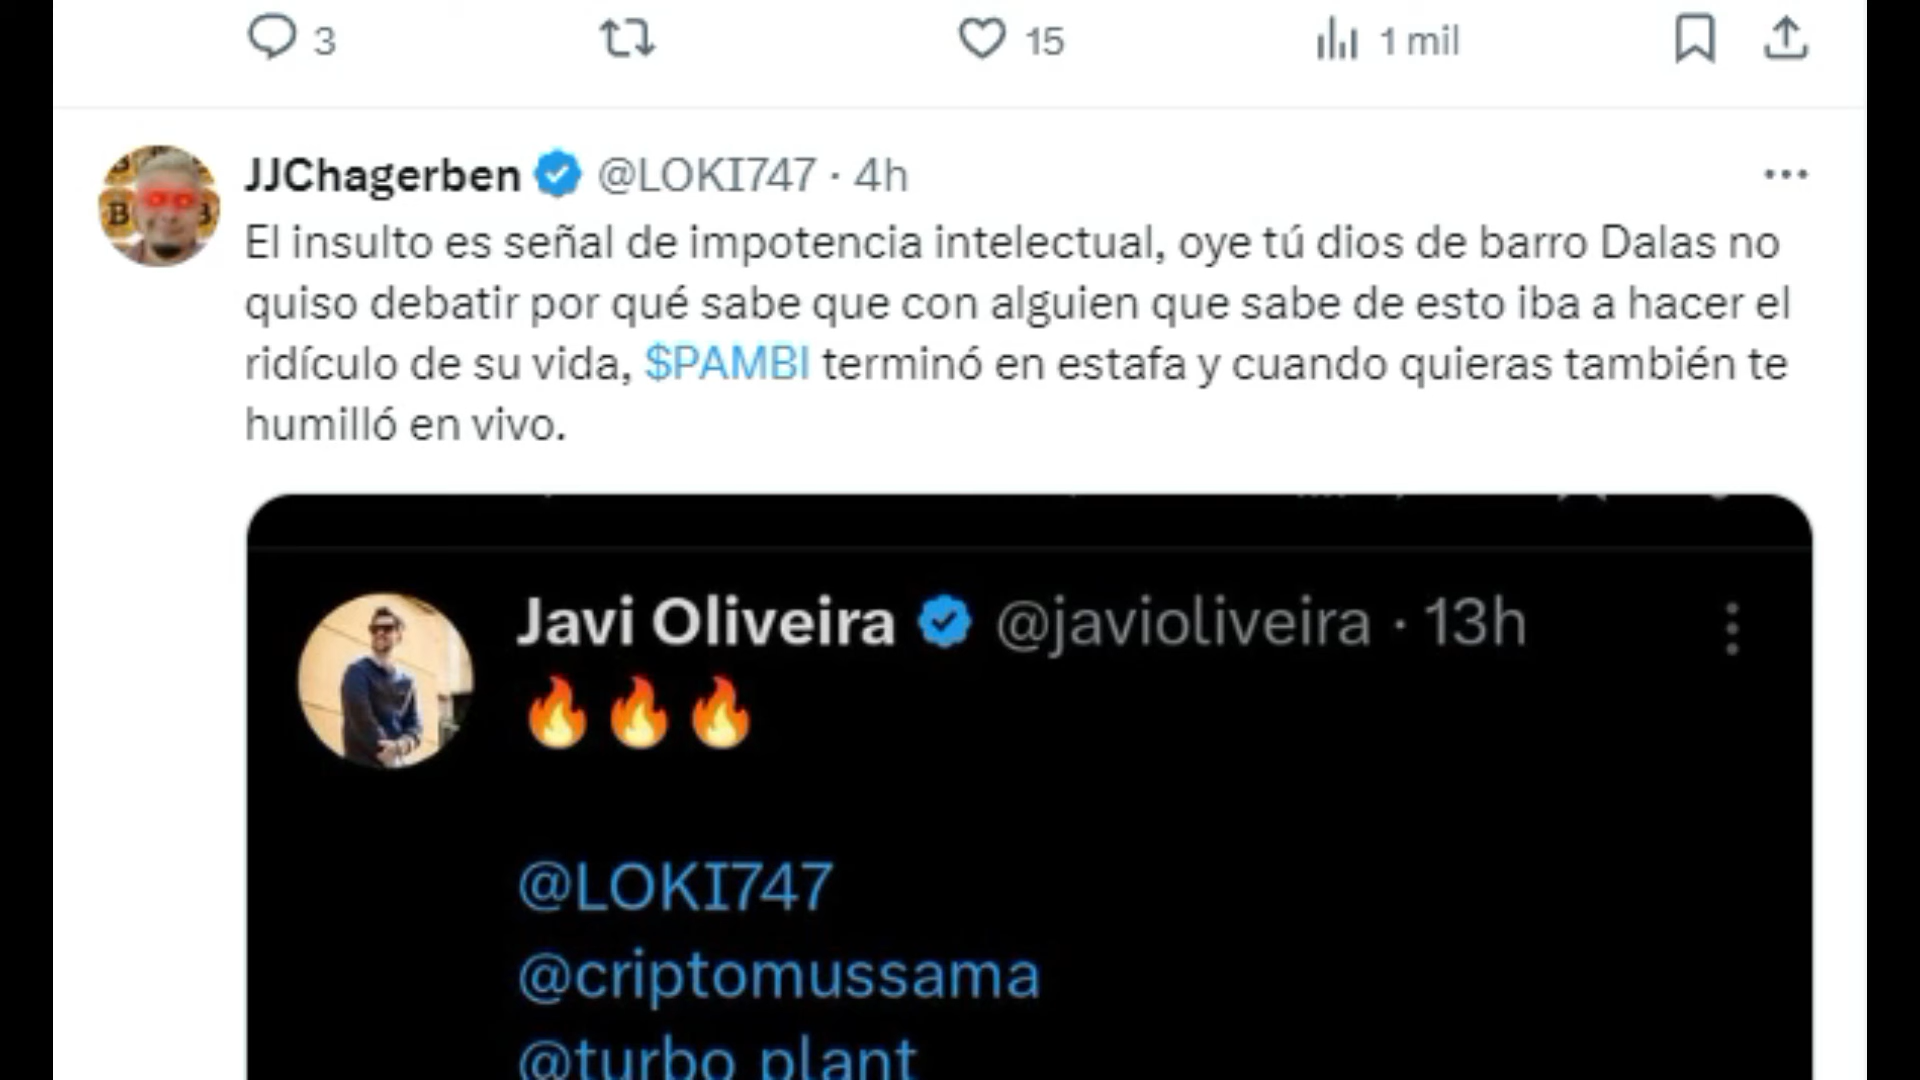 3 15 1 mil
JJChagerben @LOKI747 · 4h
El insulto es señal de impotencia intelectual, oye tú dios de barro Dalas no
quiso debatir por qué sabe que con alguien que sabe de esto iba a hacer el
ridículo de su vida, $PAMBI terminó en estafa y cuando quieras también te
humilló en vivo.
Javi Oliveira @javioliveira · 13h
@LOKI747
@criptomussama
@turbo_plant